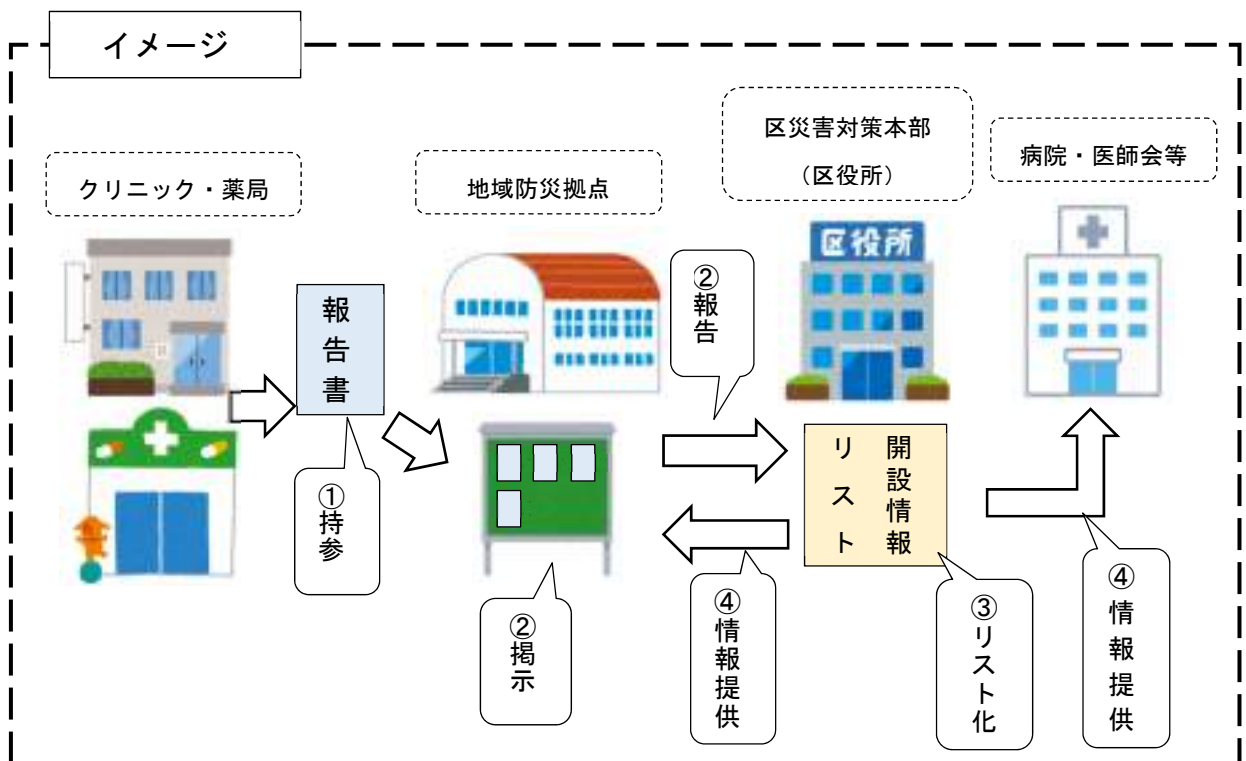 イメージ
クリニック・薬局
地域防災拠点
区災害対策本部
（区役所）
病院・医師会等
区役所
報告書
①持参
②掲示
②報告
開設情報
リスト
③リスト化
④情報提供
④情報提供